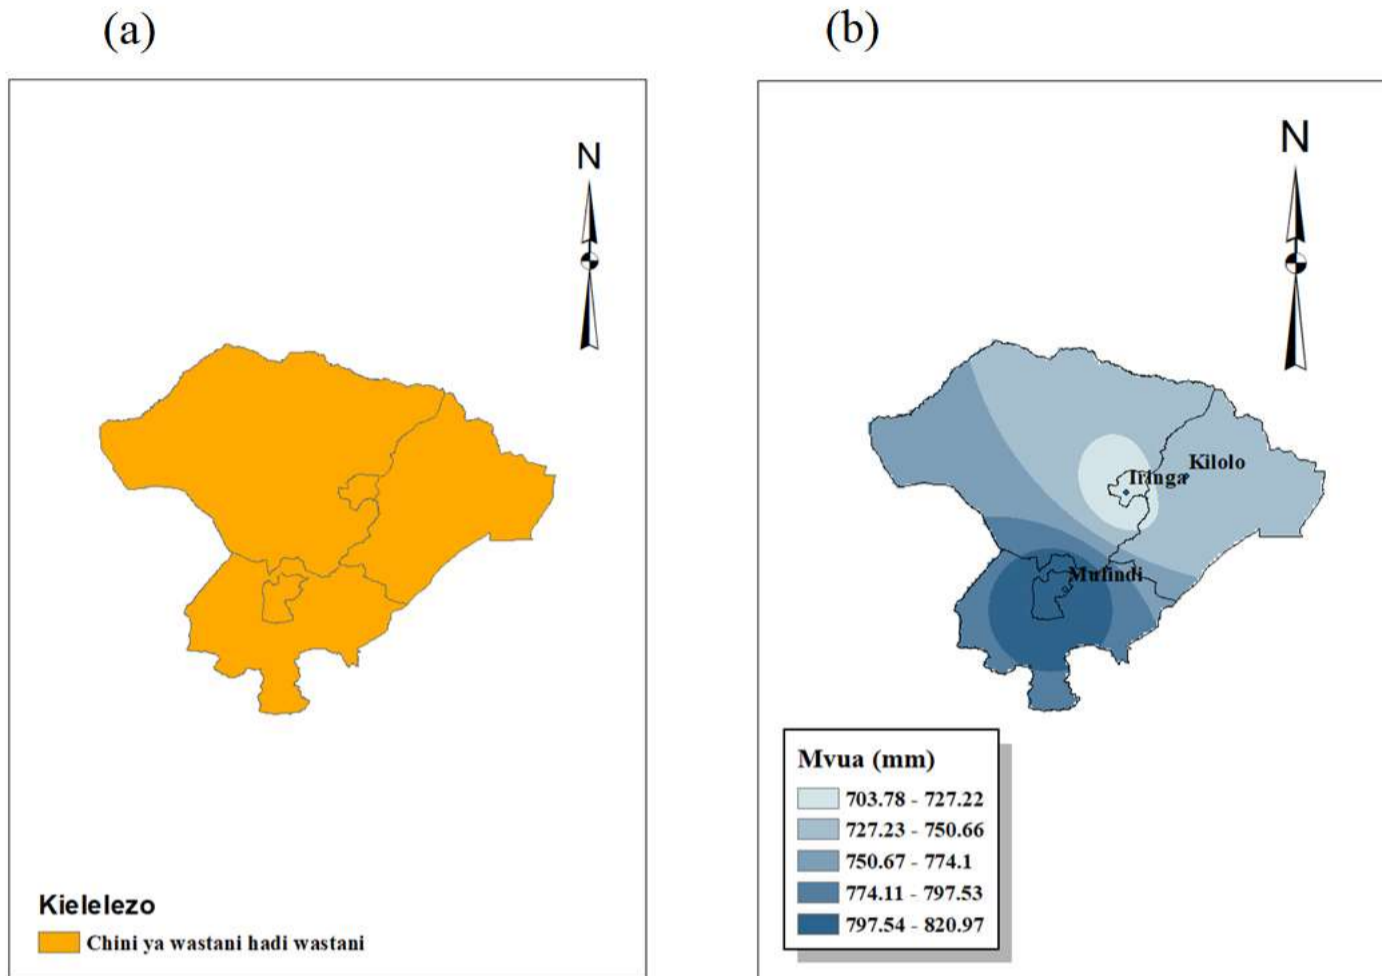 (a)
N
Kielelezo
Chini ya wastani hadi wastani
(b)
N
Kilolo
Iringa
Mufindi
Mvua (mm)
703.78 - 727.22
727.23 - 750.66
750.67 - 774.1
774.11 - 797.53
797.54 - 820.97